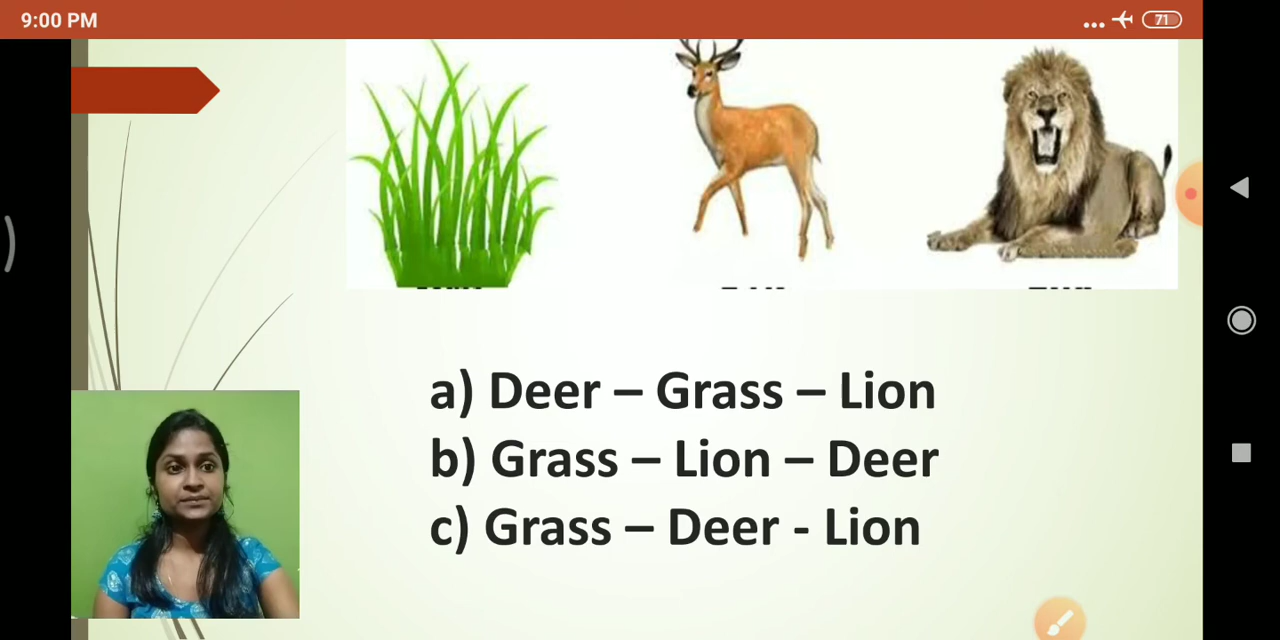 9:00 PM
71
a) Deer – Grass – Lion
b) Grass – Lion – Deer
c) Grass – Deer - Lion